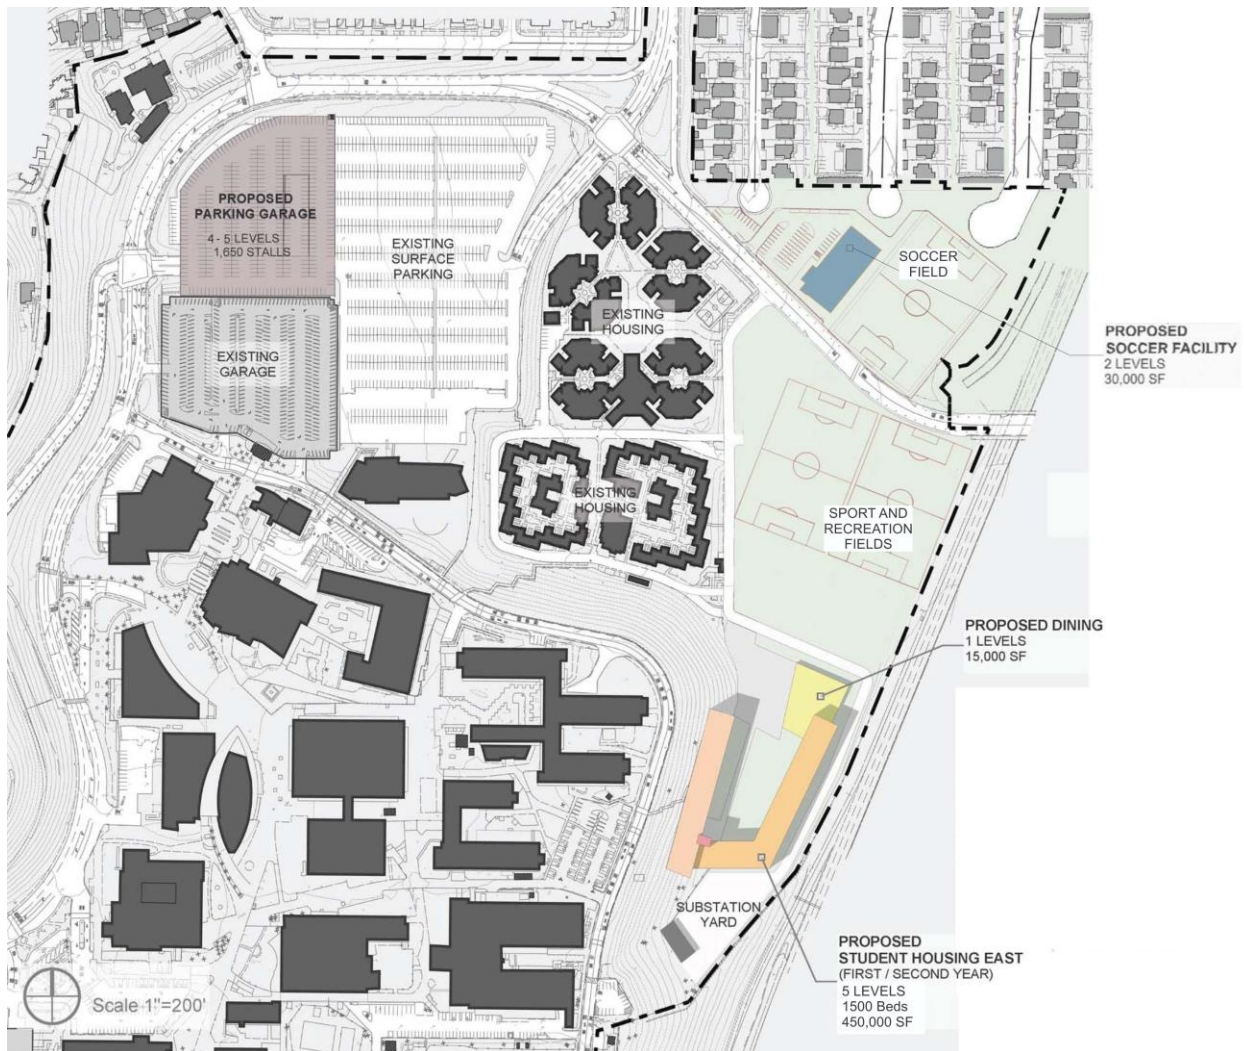 PROPOSED
PARKING GARAGE
4 - 5 LEVELS
1,650 STALLS
EXISTING
SURFACE
PARKING
EXISTING
GARAGE
EXISTING
HOUSING
SOCCER
FIELD
PROPOSED
SOCCER FACILITY
2 LEVELS
30,000 SF
EXISTING
HOUSING
SPORT AND
RECREATION
FIELDS
PROPOSED DINING
1 LEVELS
15,000 SF
SUBSTATION
YARD
PROPOSED
STUDENT HOUSING EAST
(FIRST / SECOND YEAR)
5 LEVELS
1500 Beds
450,000 SF
Scale 1"=200'